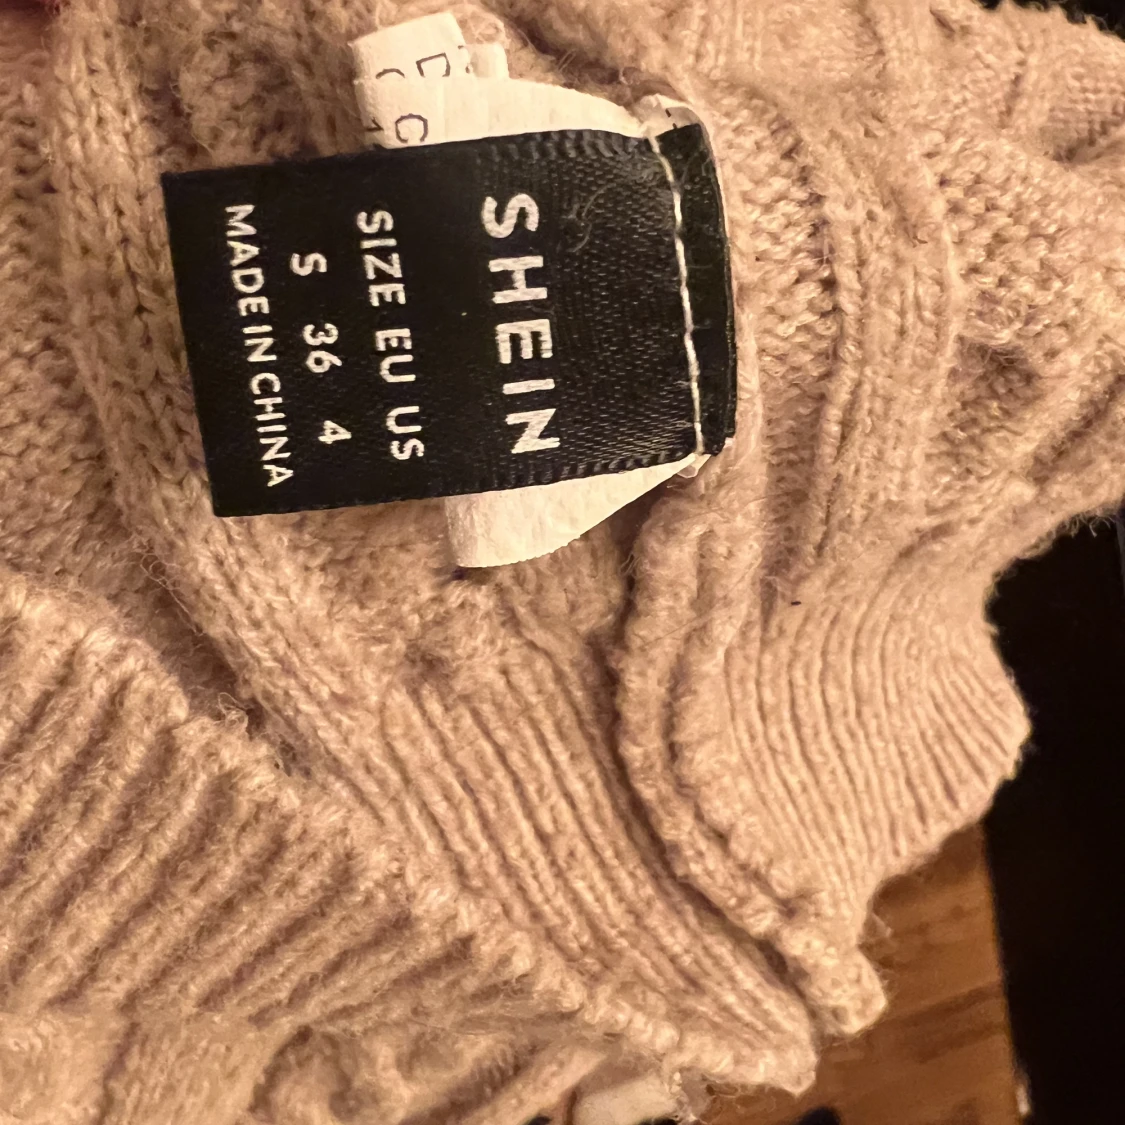 SHEIN
SIZE EU US
S 36 4
MADE IN CHINA